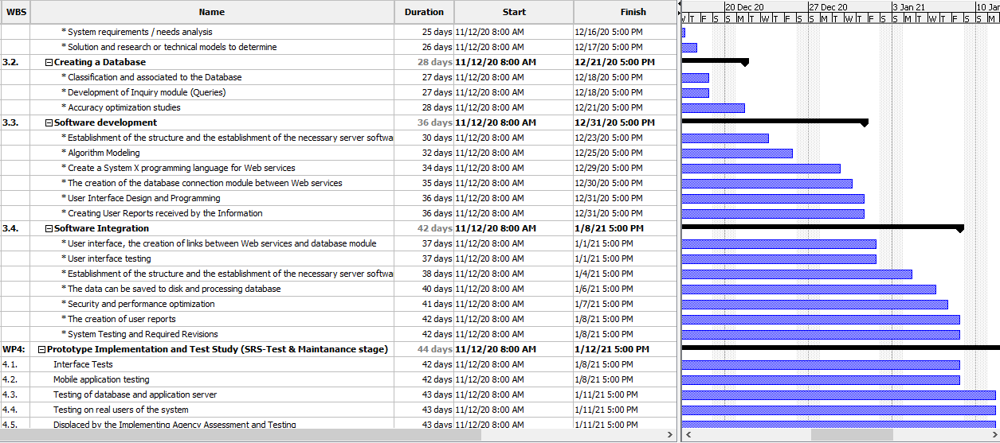 WBS Name Duration Start Finish
20 Dec 20 27 Dec 20 3 Jan 21 10 Jan
T F S S M T W T F S S M T W T F S S M T W T F S S M
* System requirements / needs analysis 25 days 11/12/20 8:00 AM 12/16/20 5:00 PM
* Solution and research or technical models to determine 26 days 11/12/20 8:00 AM 12/17/20 5:00 PM
3.2. Creating a Database 28 days 11/12/20 8:00 AM 12/21/20 5:00 PM
* Classification and associated to the Database 27 days 11/12/20 8:00 AM 12/18/20 5:00 PM
* Development of Inquiry module (Queries) 27 days 11/12/20 8:00 AM 12/18/20 5:00 PM
* Accuracy optimization studies 28 days 11/12/20 8:00 AM 12/21/20 5:00 PM
3.3. Software development 36 days 11/12/20 8:00 AM 12/31/20 5:00 PM
* Establishment of the structure and the establishment of the necessary server softwa 30 days 11/12/20 8:00 AM 12/23/20 5:00 PM
* Algorithm Modeling 32 days 11/12/20 8:00 AM 12/25/20 5:00 PM
* Create a System X programming language for Web services 34 days 11/12/20 8:00 AM 12/29/20 5:00 PM
* The creation of the database connection module between Web services 35 days 11/12/20 8:00 AM 12/30/20 5:00 PM
* User Interface Design and Programming 36 days 11/12/20 8:00 AM 12/31/20 5:00 PM
* Creating User Reports received by the Information 36 days 11/12/20 8:00 AM 12/31/20 5:00 PM
3.4. Software Integration 42 days 11/12/20 8:00 AM 1/8/21 5:00 PM
* User interface, the creation of links between Web services and database module 37 days 11/12/20 8:00 AM 1/1/21 5:00 PM
* User interface testing 37 days 11/12/20 8:00 AM 1/1/21 5:00 PM
* Establishment of the structure and the establishment of the necessary server softwa 38 days 11/12/20 8:00 AM 1/4/21 5:00 PM
* The data can be saved to disk and processing database 40 days 11/12/20 8:00 AM 1/6/21 5:00 PM
* Security and performance optimization 41 days 11/12/20 8:00 AM 1/7/21 5:00 PM
* The creation of user reports 42 days 11/12/20 8:00 AM 1/8/21 5:00 PM
* System Testing and Required Revisions 42 days 11/12/20 8:00 AM 1/8/21 5:00 PM
WP4: Prototype Implementation and Test Study (SRS-Test & Maintanance stage) 44 days 11/12/20 8:00 AM 1/12/21 5:00 PM
4.1. Interface Tests 42 days 11/12/20 8:00 AM 1/8/21 5:00 PM
4.2. Mobile application testing 42 days 11/12/20 8:00 AM 1/8/21 5:00 PM
4.3. Testing of database and application server 43 days 11/12/20 8:00 AM 1/11/21 5:00 PM
4.4. Testing on real users of the system 43 days 11/12/20 8:00 AM 1/11/21 5:00 PM
4.5. Displaced by the Implementing Agency Assessment and Testing 43 days 11/12/20 8:00 AM 1/11/21 5:00 PM